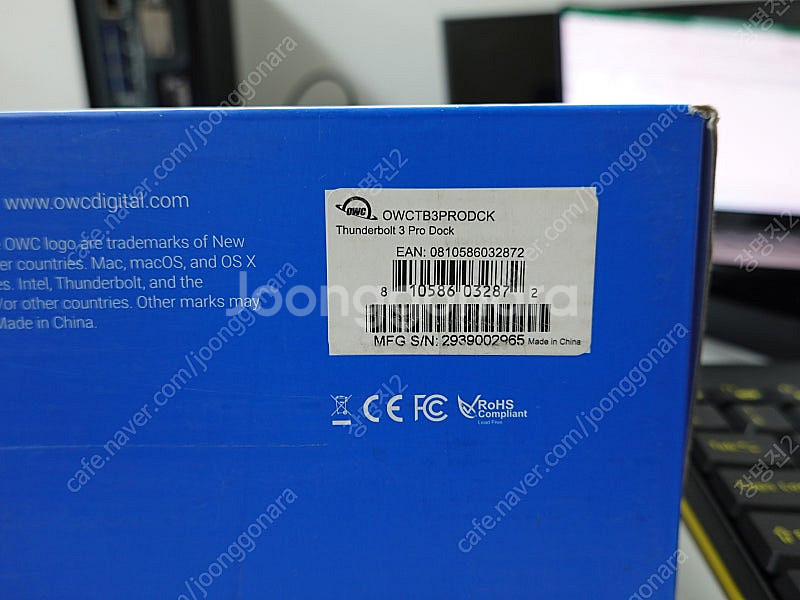 www.owcdigital.com
OWC logo are trademarks of New
er countries. Mac, macOS, and OS X
es. Intel, Thunderbolt, and the
/or other countries. Other marks may
Made in China.
OWC OWCTB3PRODCK
Thunderbolt 3 Pro Dock
EAN: 0810586032872
8 10586 03287 2
MFG S/N: 2939002965 Made in China
CE FC RoHS
Compliant
Lead Free
Joonggonara
cafe.naver.com/joonggonara
cafe.naver.com/joonggonara
cafe.naver.com/joonggonara
cafe.naver.com/joonggonara